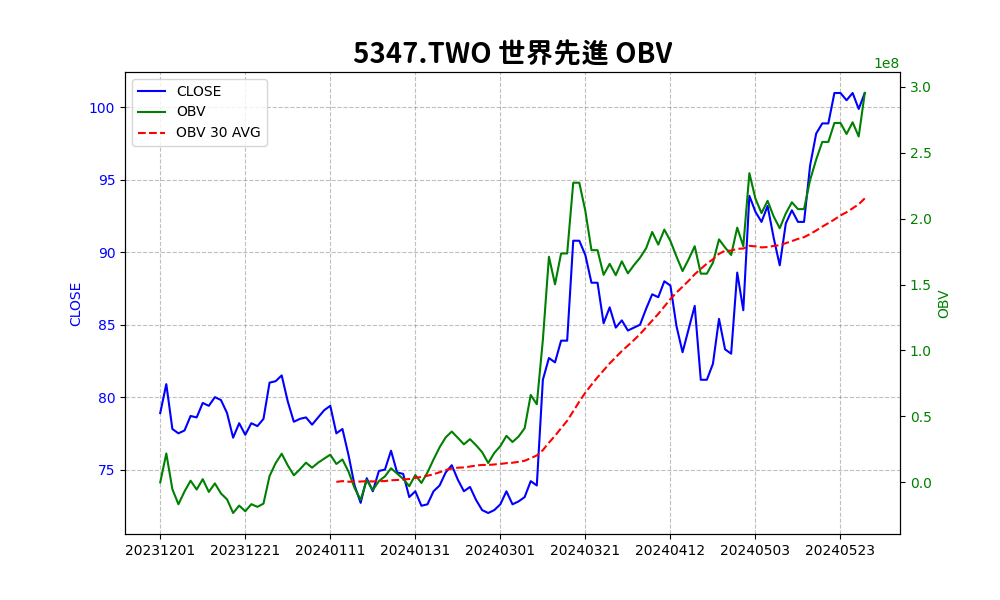 5347.TWO 世界先進 OBV
1e8
CLOSE
OBV
OBV 30 AVG
100
95
90
85
80
75
CLOSE
3.0
2.5
2.0
1.5
1.0
0.5
0.0
OBV
20231201 20231221 20240111 20240131 20240301 20240321 20240412 20240503 20240523